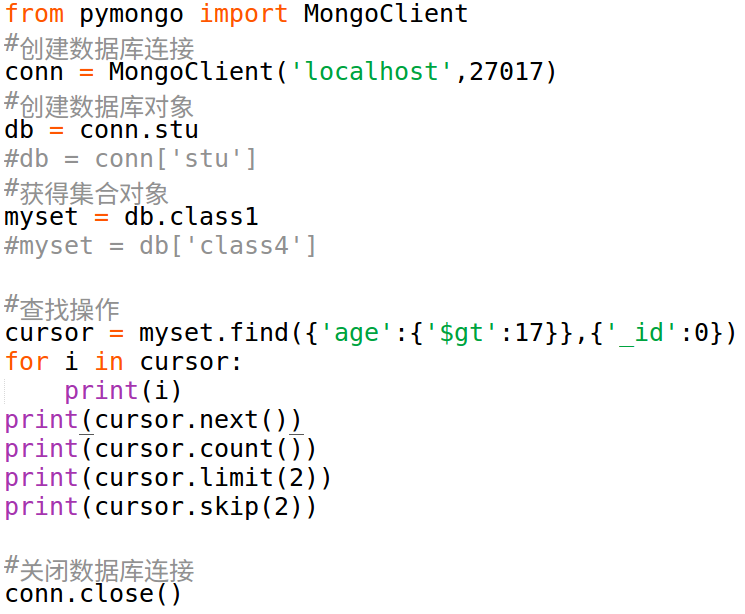 from pymongo import MongoClient
#创建数据库连接
conn = MongoClient('localhost',27017)
#创建数据库对象
db = conn.stu
#db = conn['stu']
#获得集合对象
myset = db.class1
#myset = db['class4']
#查找操作
cursor = myset.find({'age':{'$gt':17}},{'_id':0})
for i in cursor:
    print(i)
print(cursor.next())
print(cursor.count())
print(cursor.limit(2))
print(cursor.skip(2))
#关闭数据库连接
conn.close()